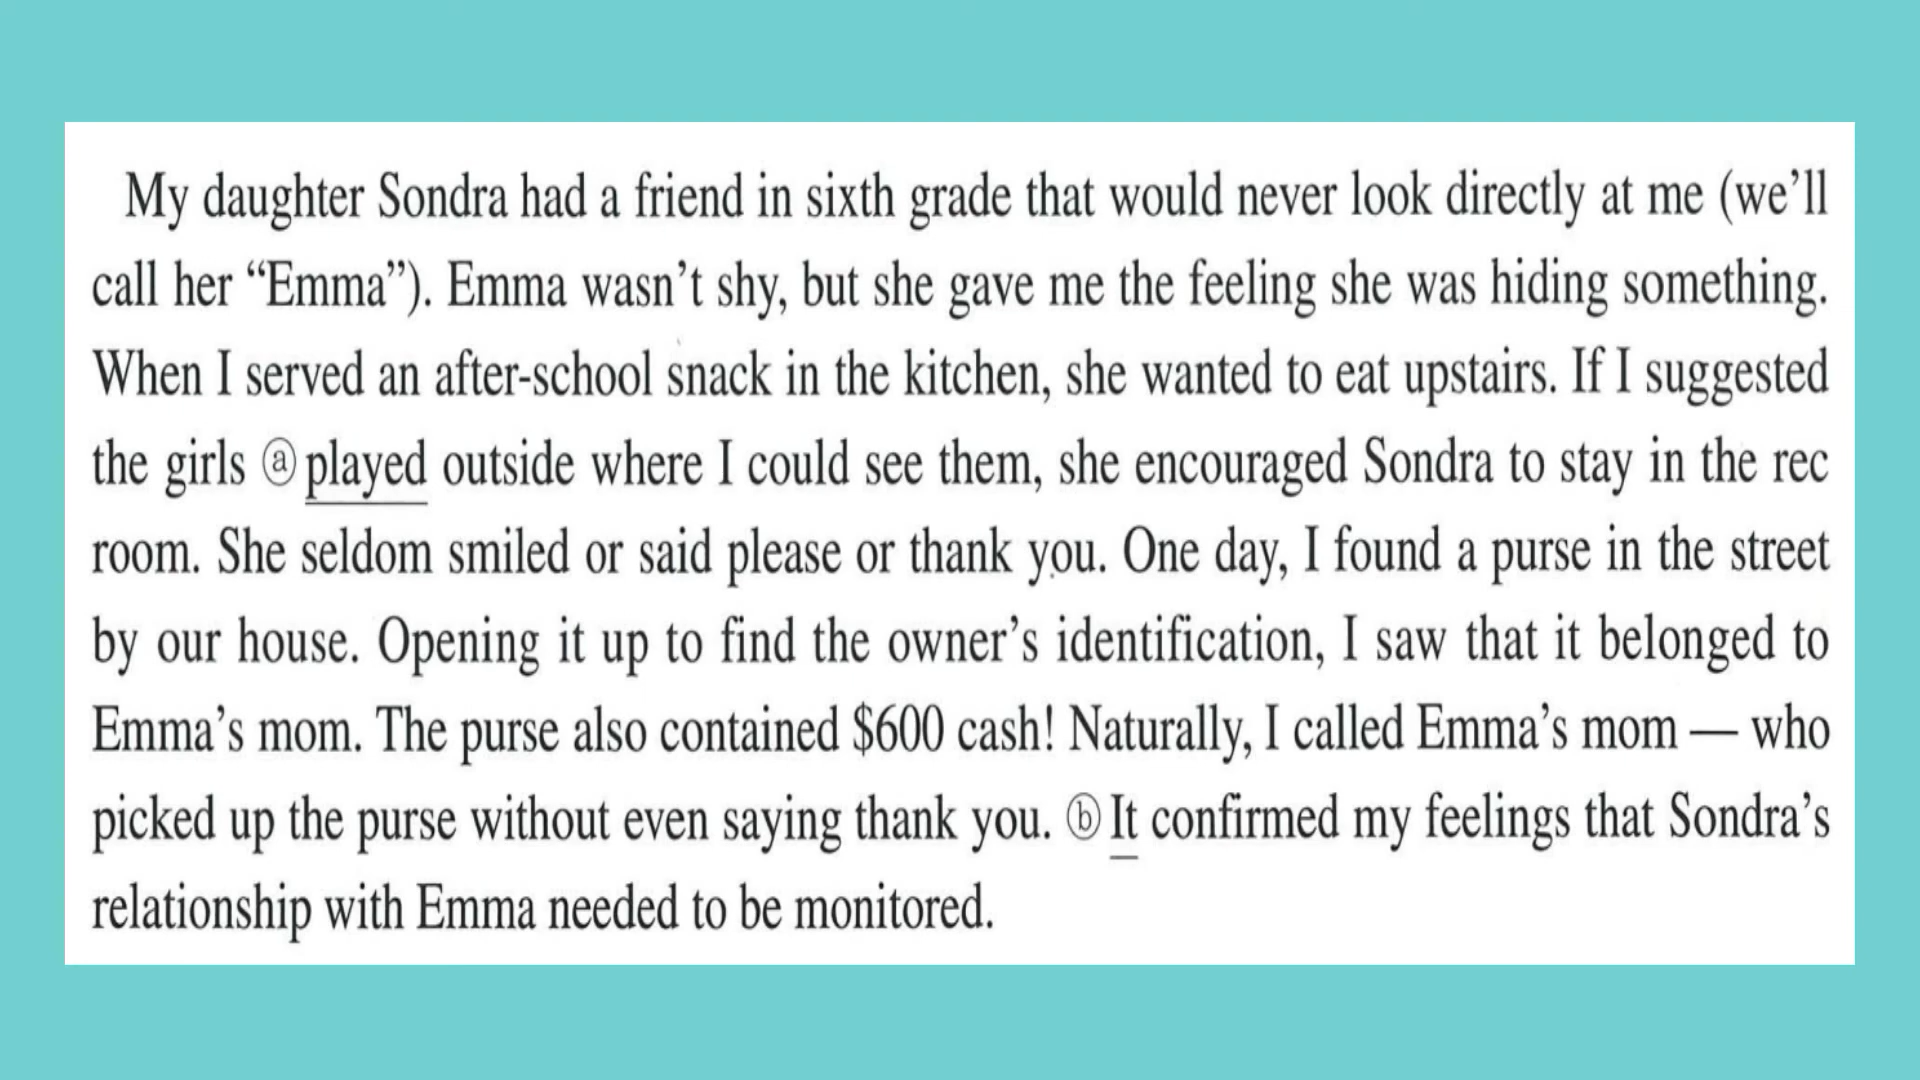 My daughter Sondra had a friend in sixth grade that would never look directly at me (we’ll
call her “Emma”). Emma wasn’t shy, but she gave me the feeling she was hiding something.
When I served an after-school snack in the kitchen, she wanted to eat upstairs. If I suggested
the girls ⓐ played outside where I could see them, she encouraged Sondra to stay in the rec
room. She seldom smiled or said please or thank you. One day, I found a purse in the street
by our house. Opening it up to find the owner’s identification, I saw that it belonged to
Emma’s mom. The purse also contained $600 cash! Naturally, I called Emma’s mom — who
picked up the purse without even saying thank you. ⓑ It confirmed my feelings that Sondra’s
relationship with Emma needed to be monitored.